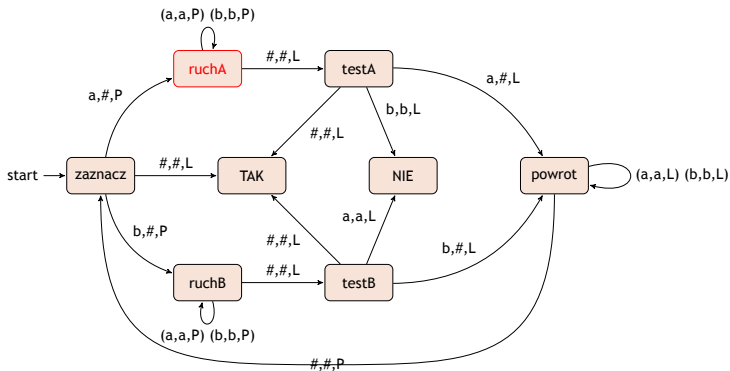 (a,a,P) (b,b,P)
ruchA
#,#,L
testA
a,#,L
a,#,P
b,b,L
#,#,L
start
zaznacz
#,#,L
TAK
NIE
powrot
(a,a,L) (b,b,L)
a,a,L
b,#,P
#,#,L
b,#,L
ruchB
#,#,L
testB
(a,a,P) (b,b,P)
#,#,P